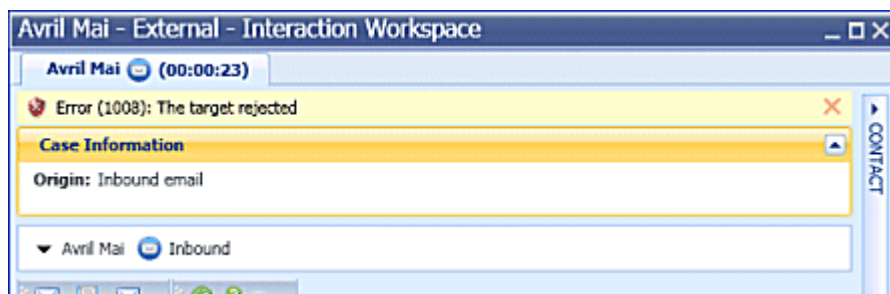 Avril Mai - External - Interaction Workspace
Avril Mai (00:00:23)
Error (1008): The target rejected
Case Information
Origin: Inbound email
Avril Mai Inbound
CONTACT